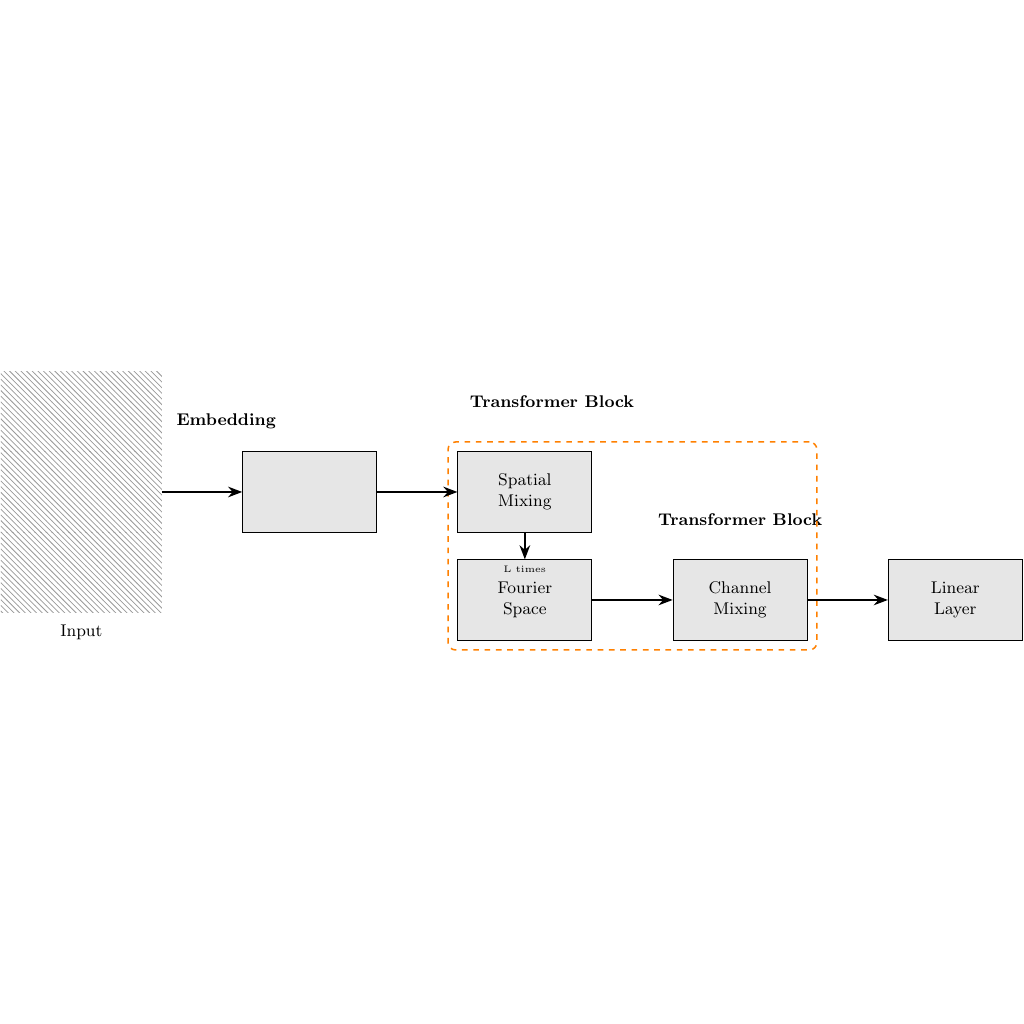 Transformer Block
Embedding
Spatial
Mixing
Transformer Block
L times
Fourier
Space
Channel
Mixing
Linear
Layer
Input